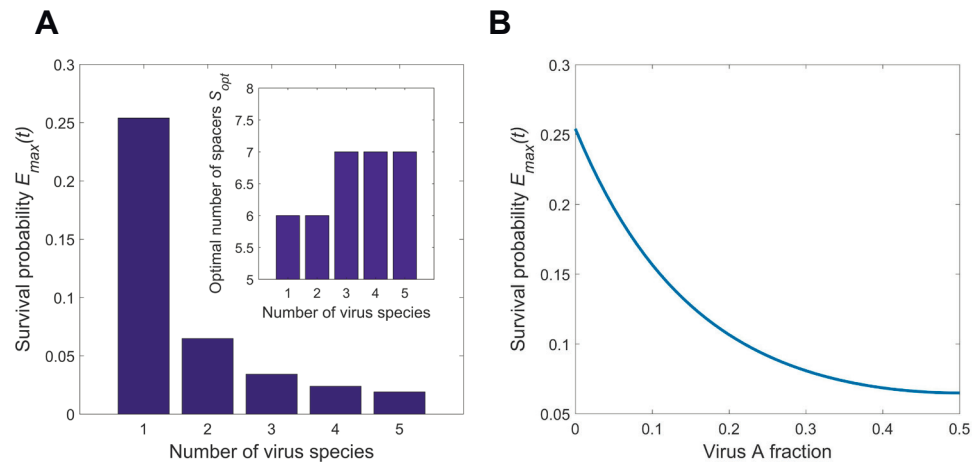 A
0.3
0.25
0.2
0.15
0.1
0.05
0
Survival probability E_max(t)
1 2 3 4 5
Number of virus species
8
7.5
7
6.5
6
5.5
5
Optimal number of spacers S_opt
1 2 3 4 5
Number of virus species
B
0.3
0.25
0.2
0.15
0.1
0.05
Survival probability E_max(t)
0 0.1 0.2 0.3 0.4 0.5
Virus A fraction